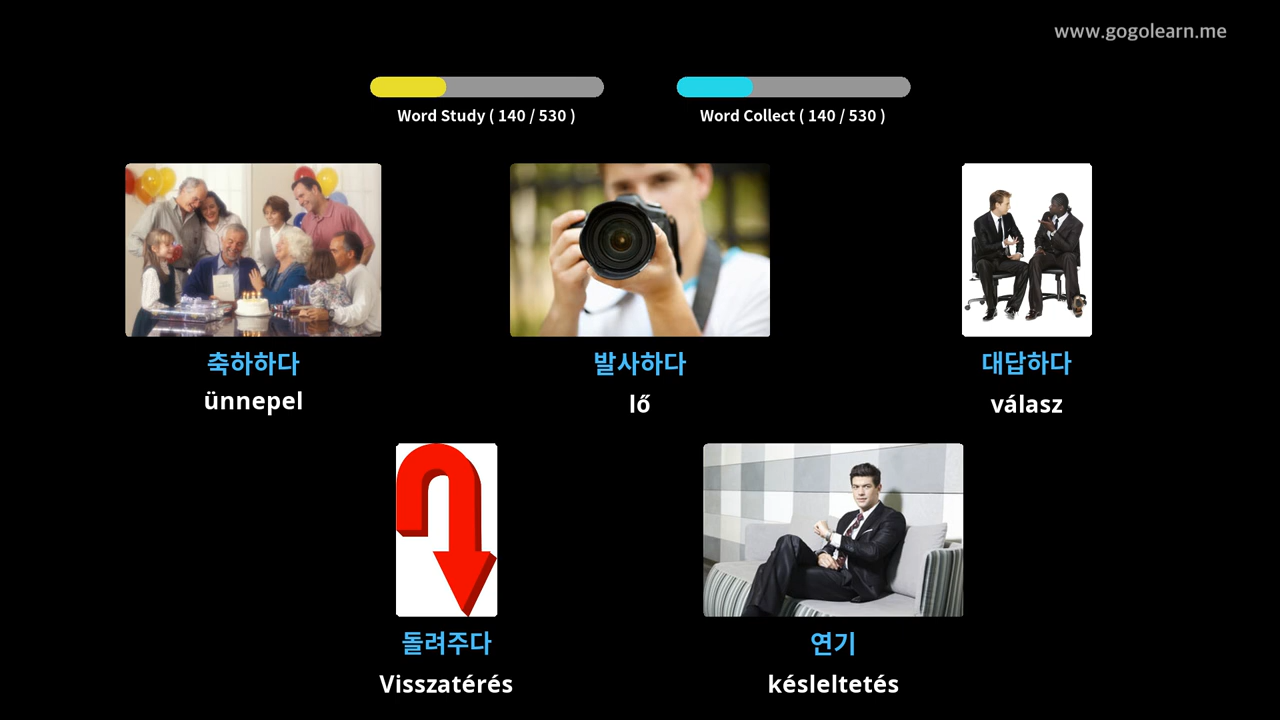 www.gogolearn.me
Word Study ( 140 / 530 )
Word Collect ( 140 / 530 )
축하하다
ünnepel
발사하다
lő
대답하다
válasz
돌려주다
Visszatérés
연기
késleltetés